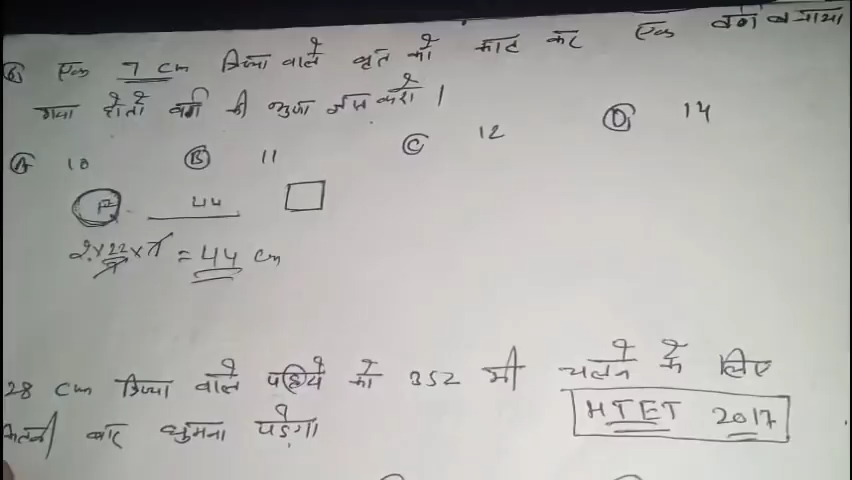 एक 7 cm त्रिज्या वाले वृत को काट कर एक वर्ग बनाया
गया हो तो वर्ग की भुजा ज्ञात करो ।
Ⓐ 10 Ⓑ 11 Ⓒ 12 Ⓓ 14
44
2×22×7 = 44 cm
28 cm त्रिज्या वाले पहिये को 352 मी चलने के लिए
कितनी बार घुमना पड़ेगा
HTET 2017